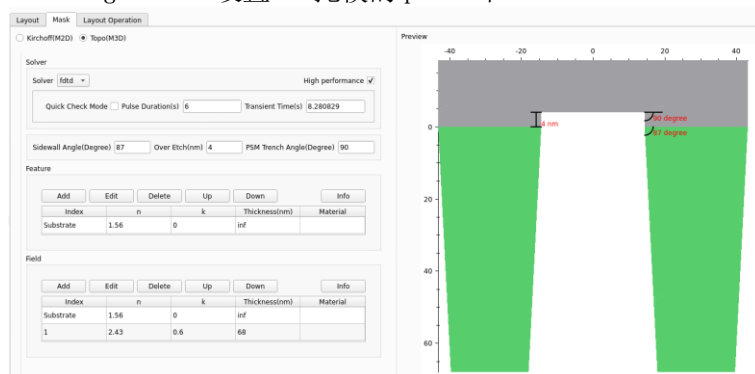 Layout Mask Layout Operation
Kirchoff(M2D) Topo(M3D)
Solver
Solver fdtd High performance
Quick Check Mode Pulse Duration(s) 6 Transient Time(s) 8.280829
Sidewall Angle(Degree) 87 Over Etch(nm) 4 PSM Trench Angle(Degree) 90
Feature
Add Edit Delete Up Down Info
Index n k Thickness(nm) Material
Substrate 1.56 0 inf
Field
Add Edit Delete Up Down Info
Index n k Thickness(nm) Material
Substrate 1.56 0 inf
1 2.43 0.6 68
Preview
-40 -20 0 20 40
4 nm
90 degree
0
87 degree
20
40
60